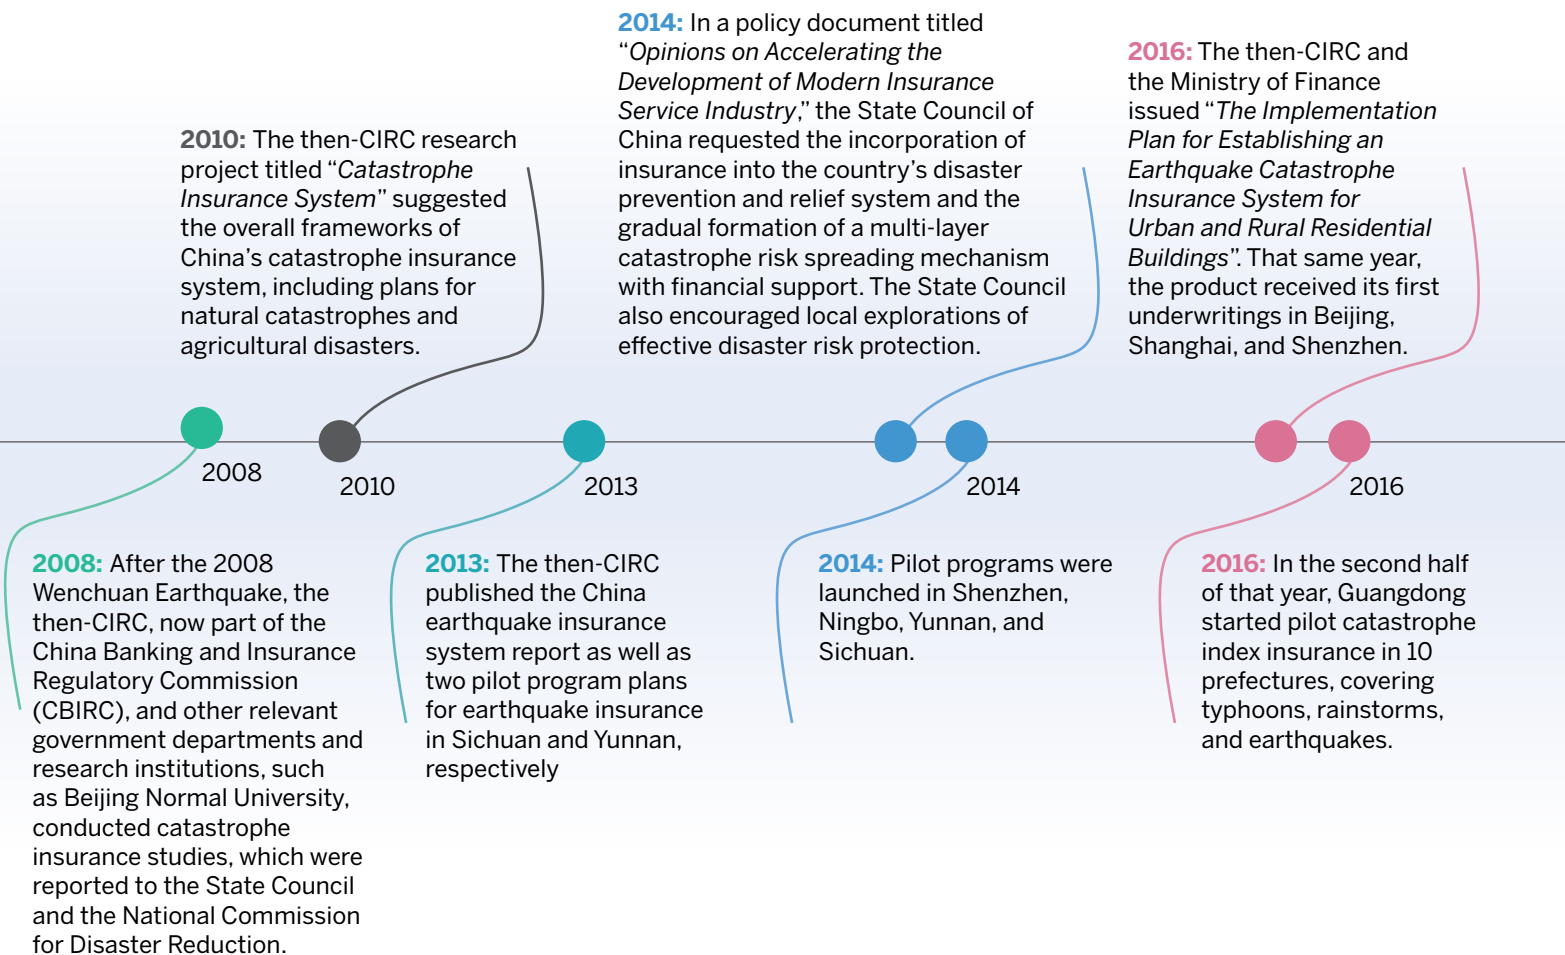 2010: The then-CIRC research
project titled “Catastrophe
Insurance System” suggested
the overall frameworks of
China’s catastrophe insurance
system, including plans for
natural catastrophes and
agricultural disasters.
2014: In a policy document titled
“Opinions on Accelerating the
Development of Modern Insurance
Service Industry,” the State Council of
China requested the incorporation of
insurance into the country’s disaster
prevention and relief system and the
gradual formation of a multi-layer
catastrophe risk spreading mechanism
with financial support. The State Council
also encouraged local explorations of
effective disaster risk protection.
2016: The then-CIRC and
the Ministry of Finance
issued “The Implementation
Plan for Establishing an
Earthquake Catastrophe
Insurance System for
Urban and Rural Residential
Buildings”. That same year,
the product received its first
underwritings in Beijing,
Shanghai, and Shenzhen.
2008
2010
2013
2014
2016
2008: After the 2008
Wenchuan Earthquake, the
then-CIRC, now part of the
China Banking and Insurance
Regulatory Commission
(CBIRC), and other relevant
government departments and
research institutions, such
as Beijing Normal University,
conducted catastrophe
insurance studies, which were
reported to the State Council
and the National Commission
for Disaster Reduction.
2013: The then-CIRC
published the China
earthquake insurance
system report as well as
two pilot program plans
for earthquake insurance
in Sichuan and Yunnan,
respectively
2014: Pilot programs were
launched in Shenzhen,
Ningbo, Yunnan, and
Sichuan.
2016: In the second half
of that year, Guangdong
started pilot catastrophe
index insurance in 10
prefectures, covering
typhoons, rainstorms,
and earthquakes.